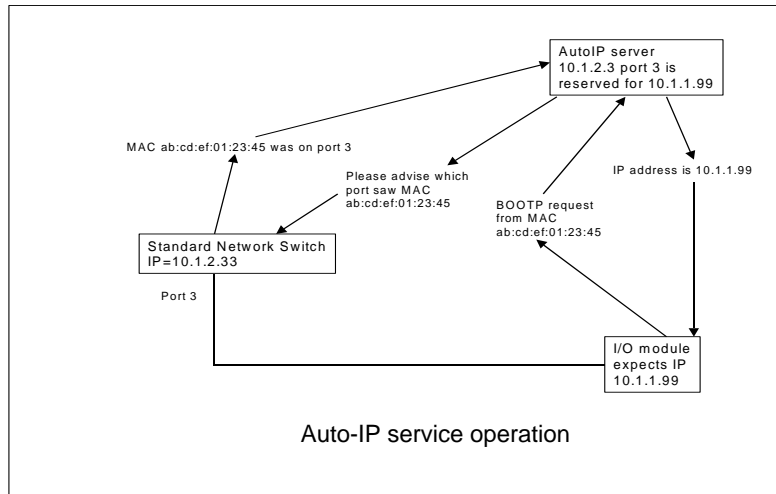 AutoIP server
10.1.2.3 port 3 is
reserved for 10.1.1.99
MAC ab:cd:ef:01:23:45 was on port 3
Please advise which
port saw MAC
ab:cd:ef:01:23:45
IP address is 10.1.1.99
BOOTP request
from MAC
ab:cd:ef:01:23:45
Standard Network Switch
IP=10.1.2.33
Port 3
I/O module
expects IP
10.1.1.99
Auto-IP service operation